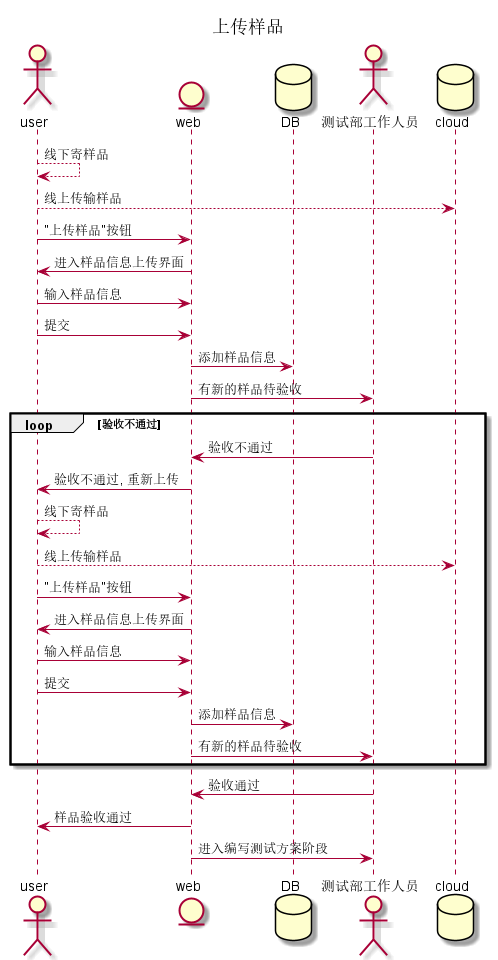 上传样品
user web DB 测试部工作人员 cloud
线下寄样品
线上传输样品
"上传样品"按钮
进入样品信息上传界面
输入样品信息
提交
添加样品信息
有新的样品待验收
loop [验收不通过]
验收不通过
验收不通过, 重新上传
线下寄样品
线上传输样品
"上传样品"按钮
进入样品信息上传界面
输入样品信息
提交
添加样品信息
有新的样品待验收
验收通过
样品验收通过
进入编写测试方案阶段
user web DB 测试部工作人员 cloud